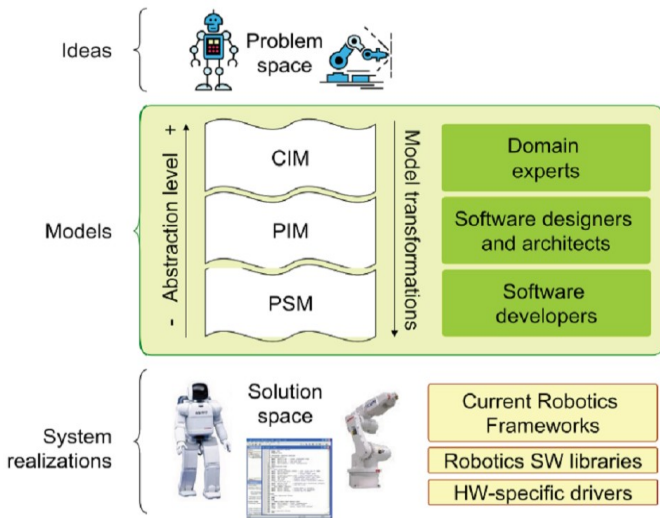 Ideas
Problem
space
Models
- Abstraction level +
CIM
PIM
PSM
Model transformations
Domain
experts
Software designers
and architects
Software
developers
System
realizations
Solution
space
Current Robotics
Frameworks
Robotics SW libraries
HW-specific drivers